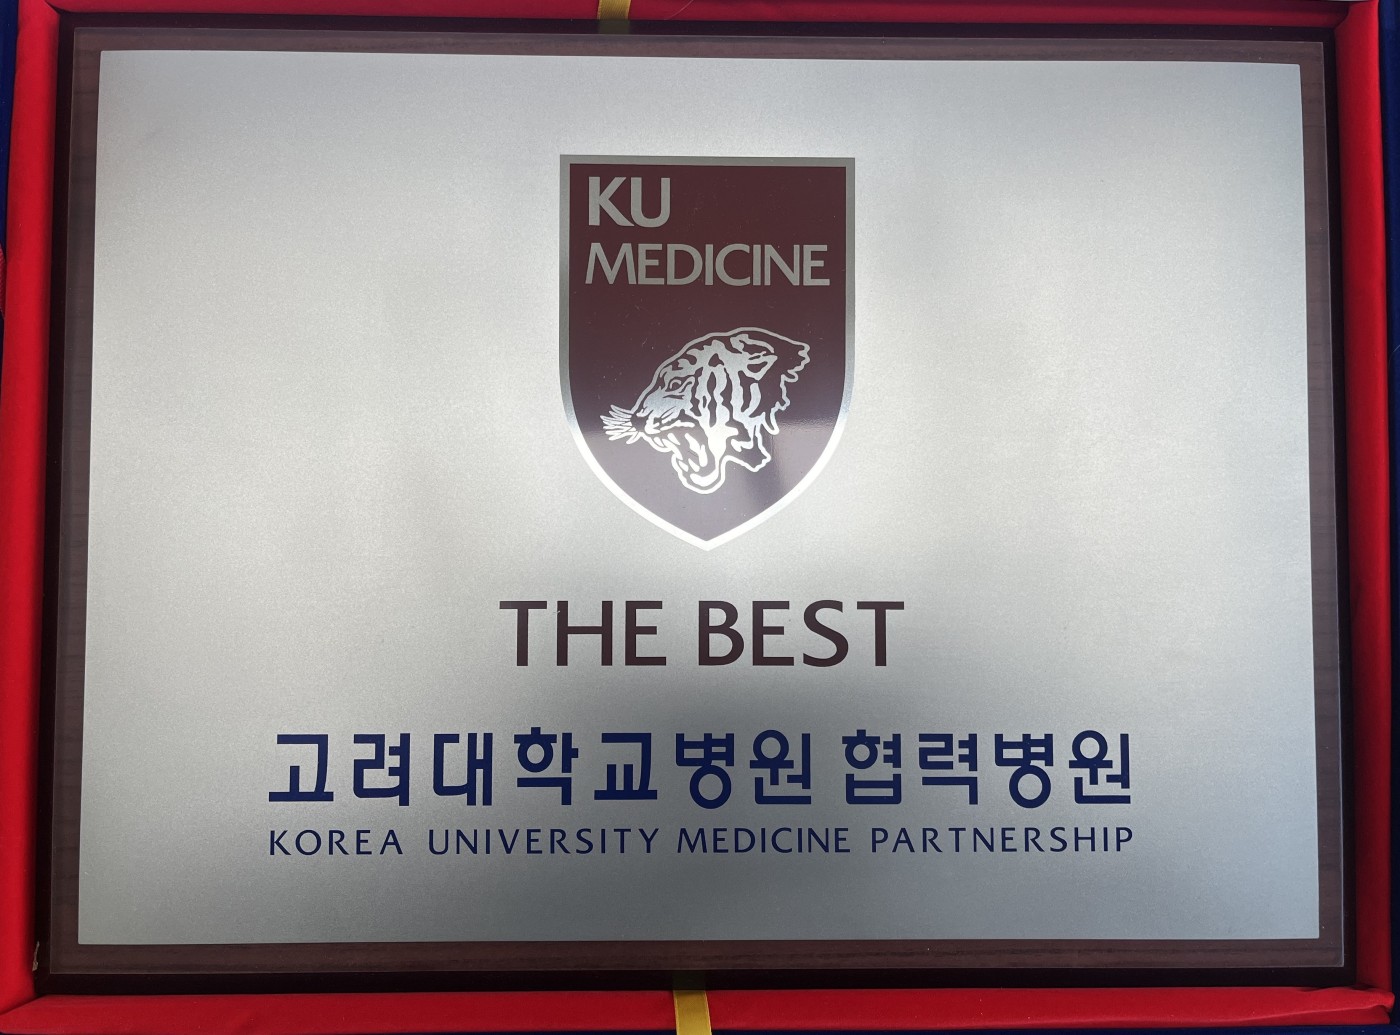 KU
MEDICINE
THE BEST
고려대학교병원 협력병원
KOREA UNIVERSITY MEDICINE PARTNERSHIP